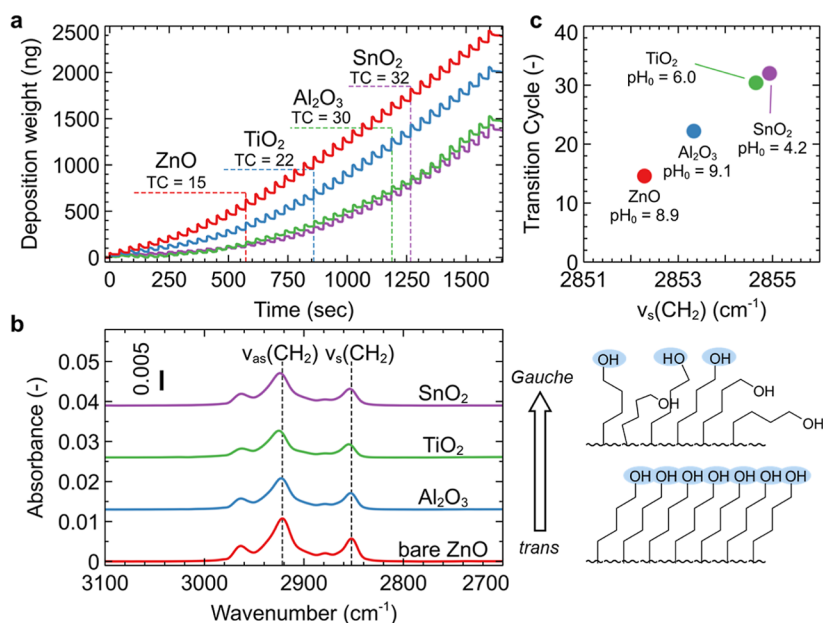 a
Deposition weight (ng)
2500
2000
1500
1000
500
0
ZnO
TC = 15
TiO₂
TC = 22
Al₂O₃
TC = 30
SnO₂
TC = 32
0 250 500 750 1000 1250 1500
Time (sec)
c
Transition Cycle (-)
40
30
20
10
0
TiO₂
pH₀ = 6.0
SnO₂
pH₀ = 4.2
Al₂O₃
pH₀ = 9.1
ZnO
pH₀ = 8.9
2851 2853 2855
νs(CH₂) (cm⁻¹)
b
Absorbance (-)
0.05
0.04
0.03
0.02
0.01
0
0.005
νas(CH₂) νs(CH₂)
SnO₂
TiO₂
Al₂O₃
bare ZnO
3100 3000 2900 2800 2700
Wavenumber (cm⁻¹)
Gauche
trans
OH HO OH
OH OH
OH
OH OH OH OH OH OH OH